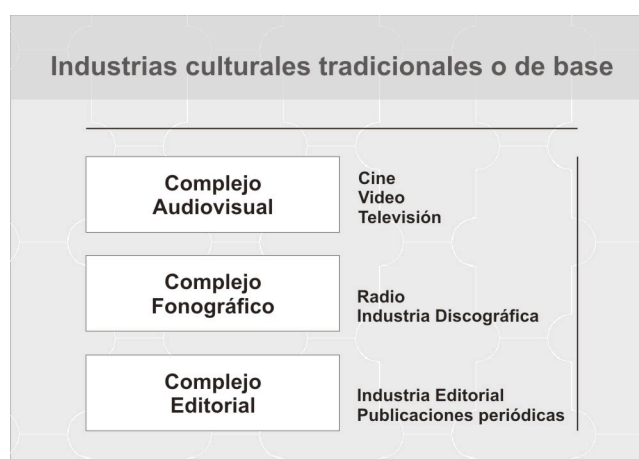 Industrias culturales tradicionales o de base
Complejo
Audiovisual
Cine
Video
Televisión
Complejo
Fonográfico
Radio
Industria Discográfica
Complejo
Editorial
Industria Editorial
Publicaciones periódicas